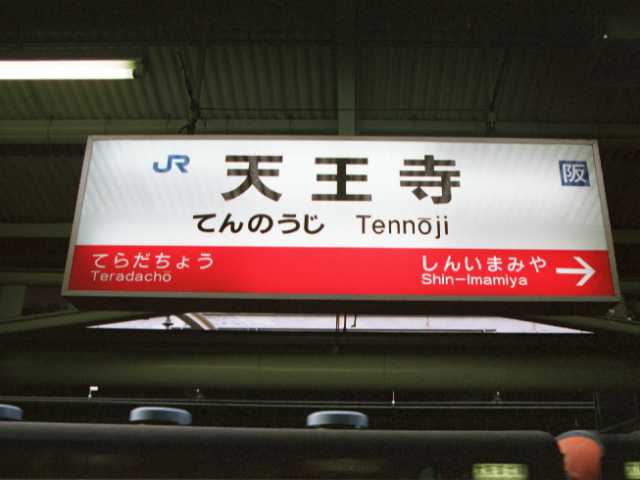 JR 天王寺 阪
てんのうじ Tennōji
てらだちょう しんいまみや →
Teradachō Shin-Imamiya